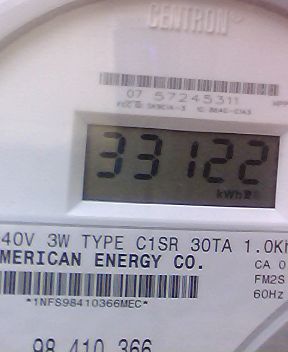 CENTRON®
07 57245311
33122
kWh
40V 3W TYPE C1SR 30TA 1.0K
CA 0
MERICAN ENERGY CO.
FM2S
60Hz
*1NFS98410366MEC*
98 410 366